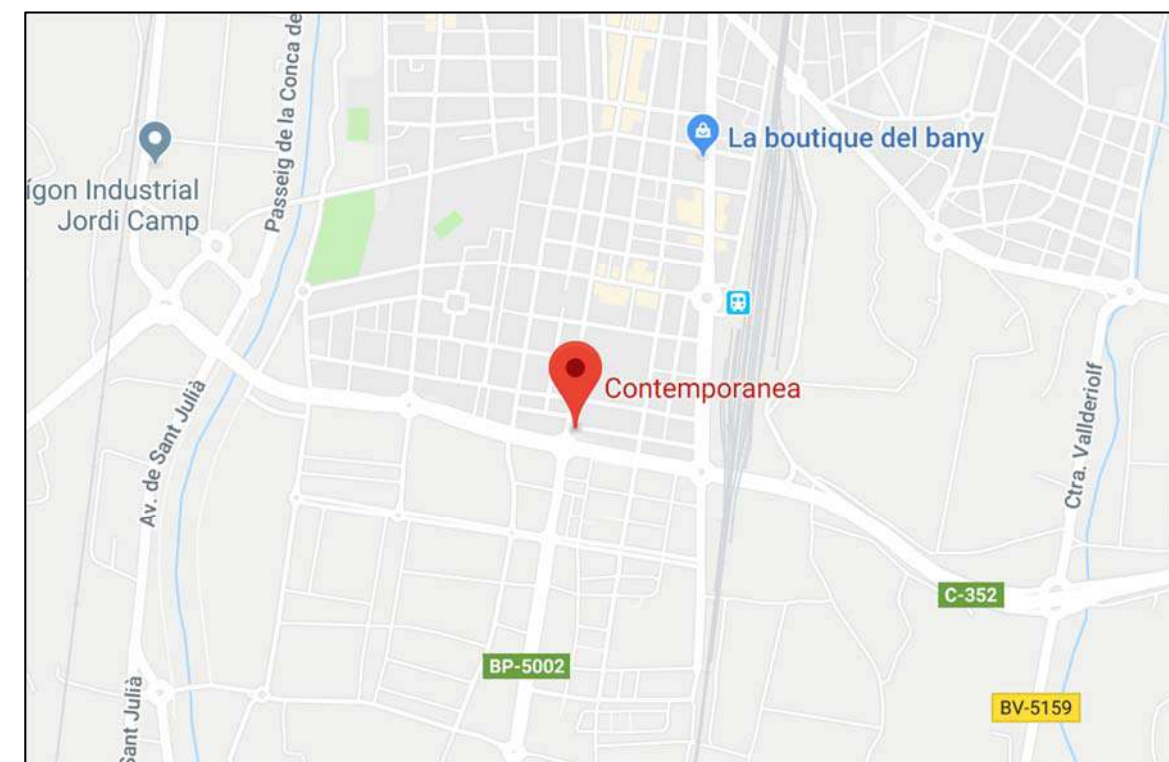 Passeig de la Conca de
La boutique del bany
ígon Industrial
Jordi Camp
Contemporanea
Av. de Sant Julià
Ctra. Vallderiolf
C-352
BP-5002
Sant Julià
BV-5159